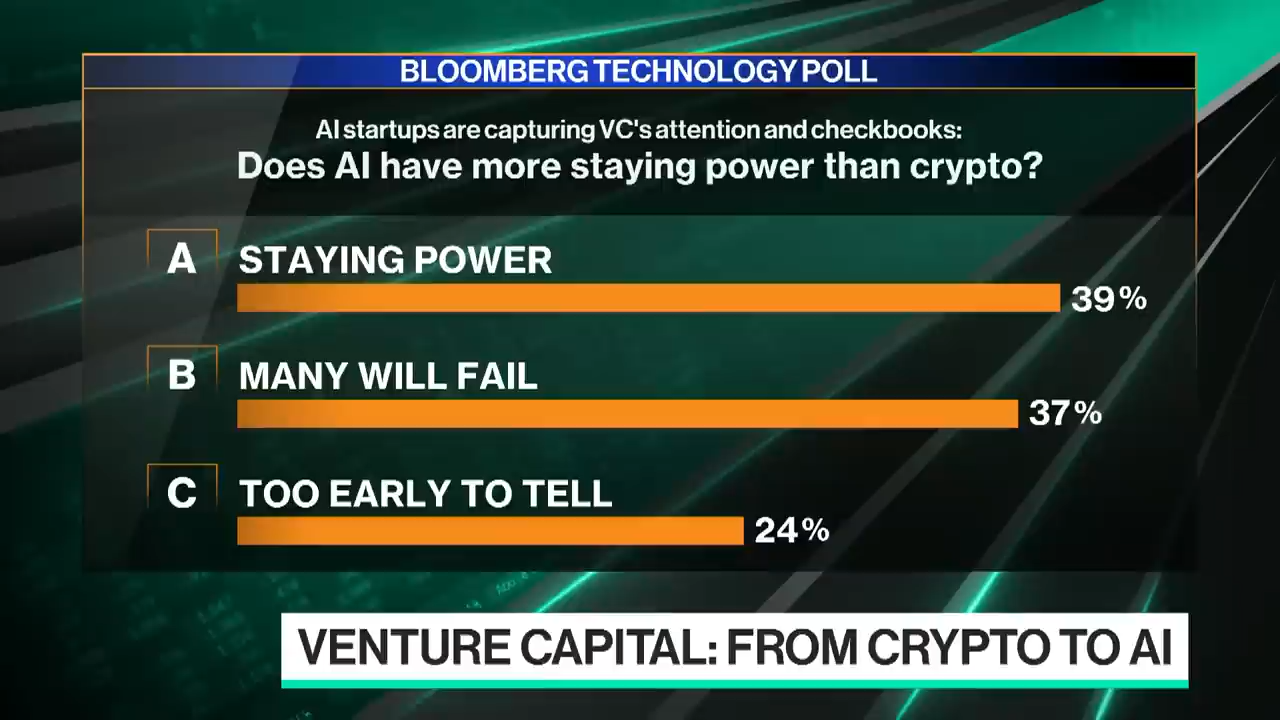 BLOOMBERG TECHNOLOGY POLL
AI startups are capturing VC's attention and checkbooks:
Does AI have more staying power than crypto?
A STAYING POWER
39%
B MANY WILL FAIL
37%
C TOO EARLY TO TELL
24%
VENTURE CAPITAL: FROM CRYPTO TO AI